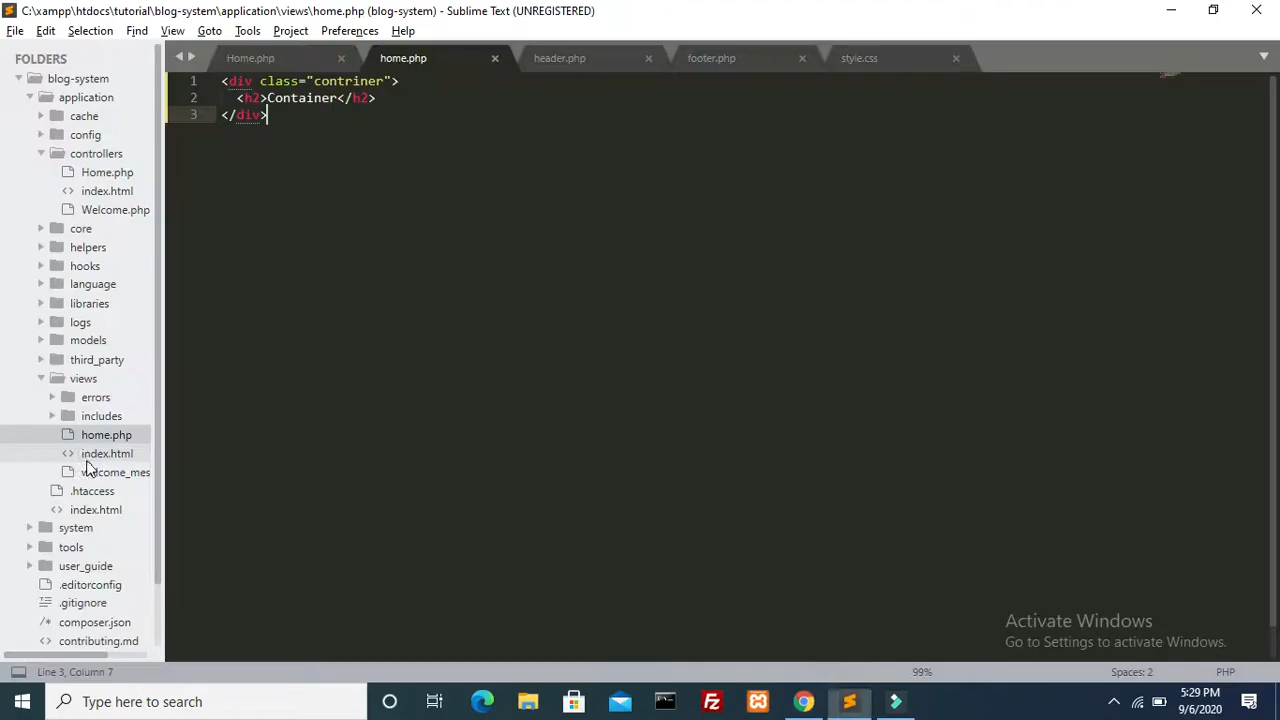 C:\xampp\htdocs\tutorial\blog-system\application\views\home.php (blog-system) - Sublime Text (UNREGISTERED)
File Edit Selection Find View Goto Tools Project Preferences Help
FOLDERS
blog-system
application
cache
config
controllers
Home.php
index.html
Welcome.php
core
helpers
hooks
language
libraries
logs
models
third_party
views
errors
includes
home.php
index.html
welcome_mes
.htaccess
index.html
system
tools
user_guide
.editorconfig
.gitignore
composer.json
contributing.md
Home.php home.php header.php footer.php style.css
1 <div class="contriner">
2 <h2>Container</h2>
3 </div>
Activate Windows
Go to Settings to activate Windows.
Line 3, Column 7 99% Spaces: 2 PHP
Type here to search
5:29 PM
9/6/2020